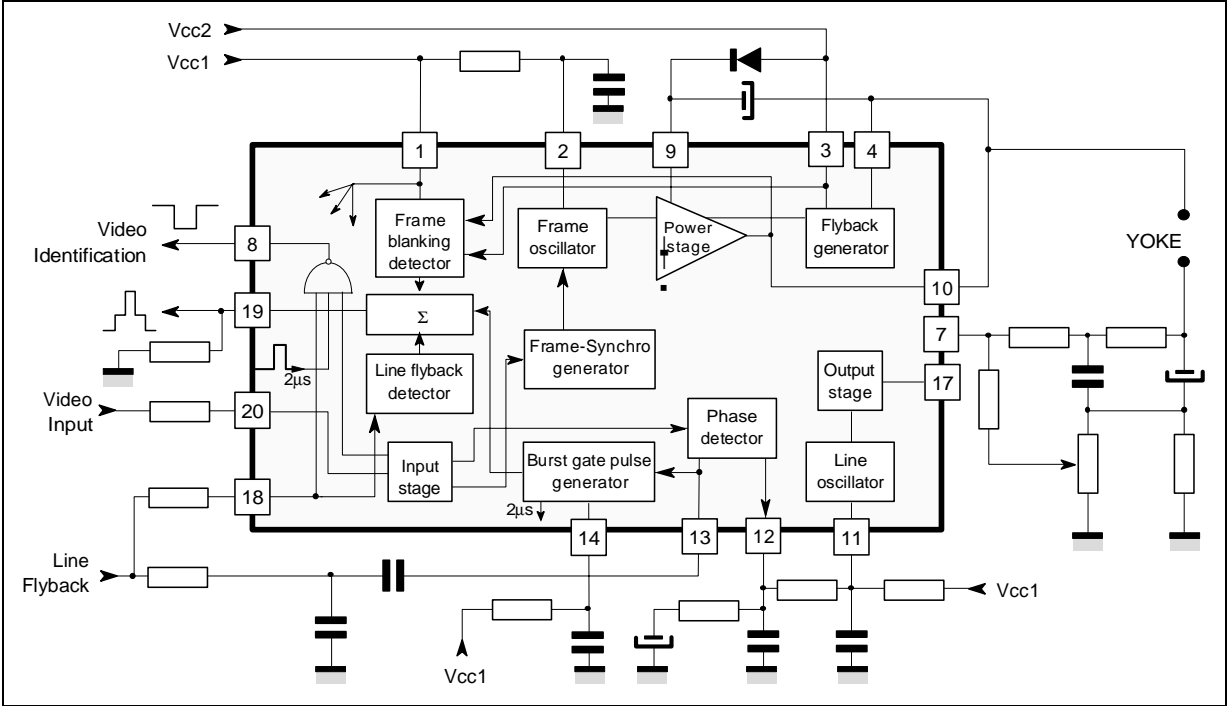 Vcc2
Vcc1
1
2
9
3
4
Video
Identification
8
Frame
blanking
detector
Frame
oscillator
Power
stage
Flyback
generator
YOKE
10
19
Σ
7
2μs
Line flyback
detector
Frame-Synchro
generator
Output
stage
17
Video
Input
20
Phase
detector
Input
stage
Burst gate pulse
generator
Line
oscillator
18
2μs
14
13
12
11
Line
Flyback
Vcc1
Vcc1